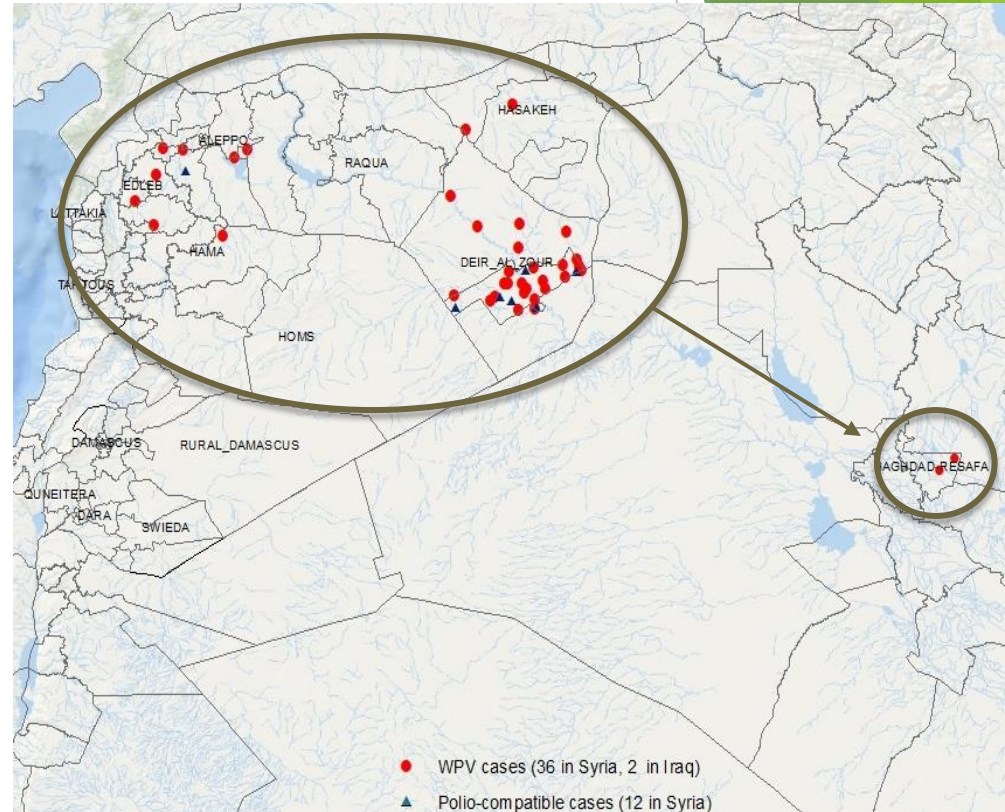 HASAKEH
ALEPPO
RAQUA
EDLEB
LATTAKIA
HAMA
DEIR_AL_ZOUR
TARTOUS
HOMS
DAMASCUS
RURAL_DAMASCUS
BAGHDAD-RESAFA
QUNEITERA
DARA
SWIEDA
WPV cases (36 in Syria, 2 in Iraq)
Polio-compatible cases (12 in Syria)